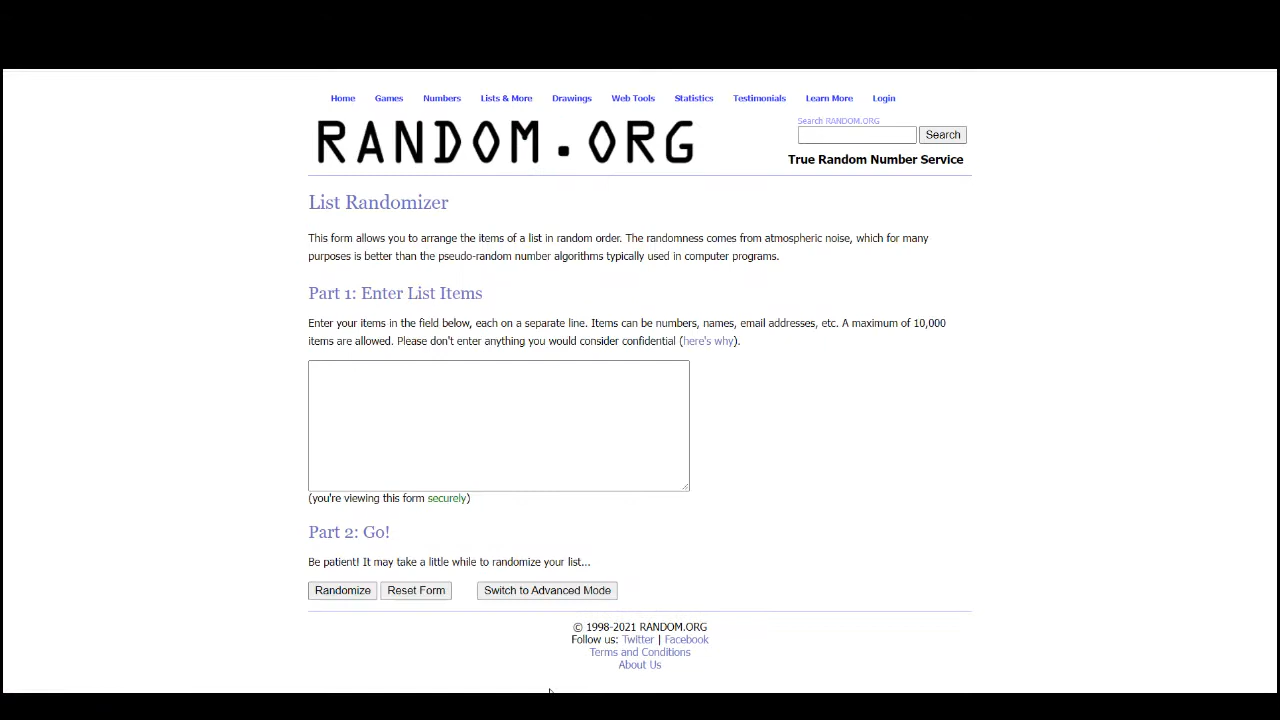 Home Games Numbers Lists & More Drawings Web Tools Statistics Testimonials Learn More Login
RANDOM.ORG
Search RANDOM.ORG
Search
True Random Number Service
List Randomizer
This form allows you to arrange the items of a list in random order. The randomness comes from atmospheric noise, which for many
purposes is better than the pseudo-random number algorithms typically used in computer programs.
Part 1: Enter List Items
Enter your items in the field below, each on a separate line. Items can be numbers, names, email addresses, etc. A maximum of 10,000
items are allowed. Please don't enter anything you would consider confidential (here's why).
(you're viewing this form securely)
Part 2: Go!
Be patient! It may take a little while to randomize your list...
Randomize Reset Form Switch to Advanced Mode
© 1998-2021 RANDOM.ORG
Follow us: Twitter | Facebook
Terms and Conditions
About Us